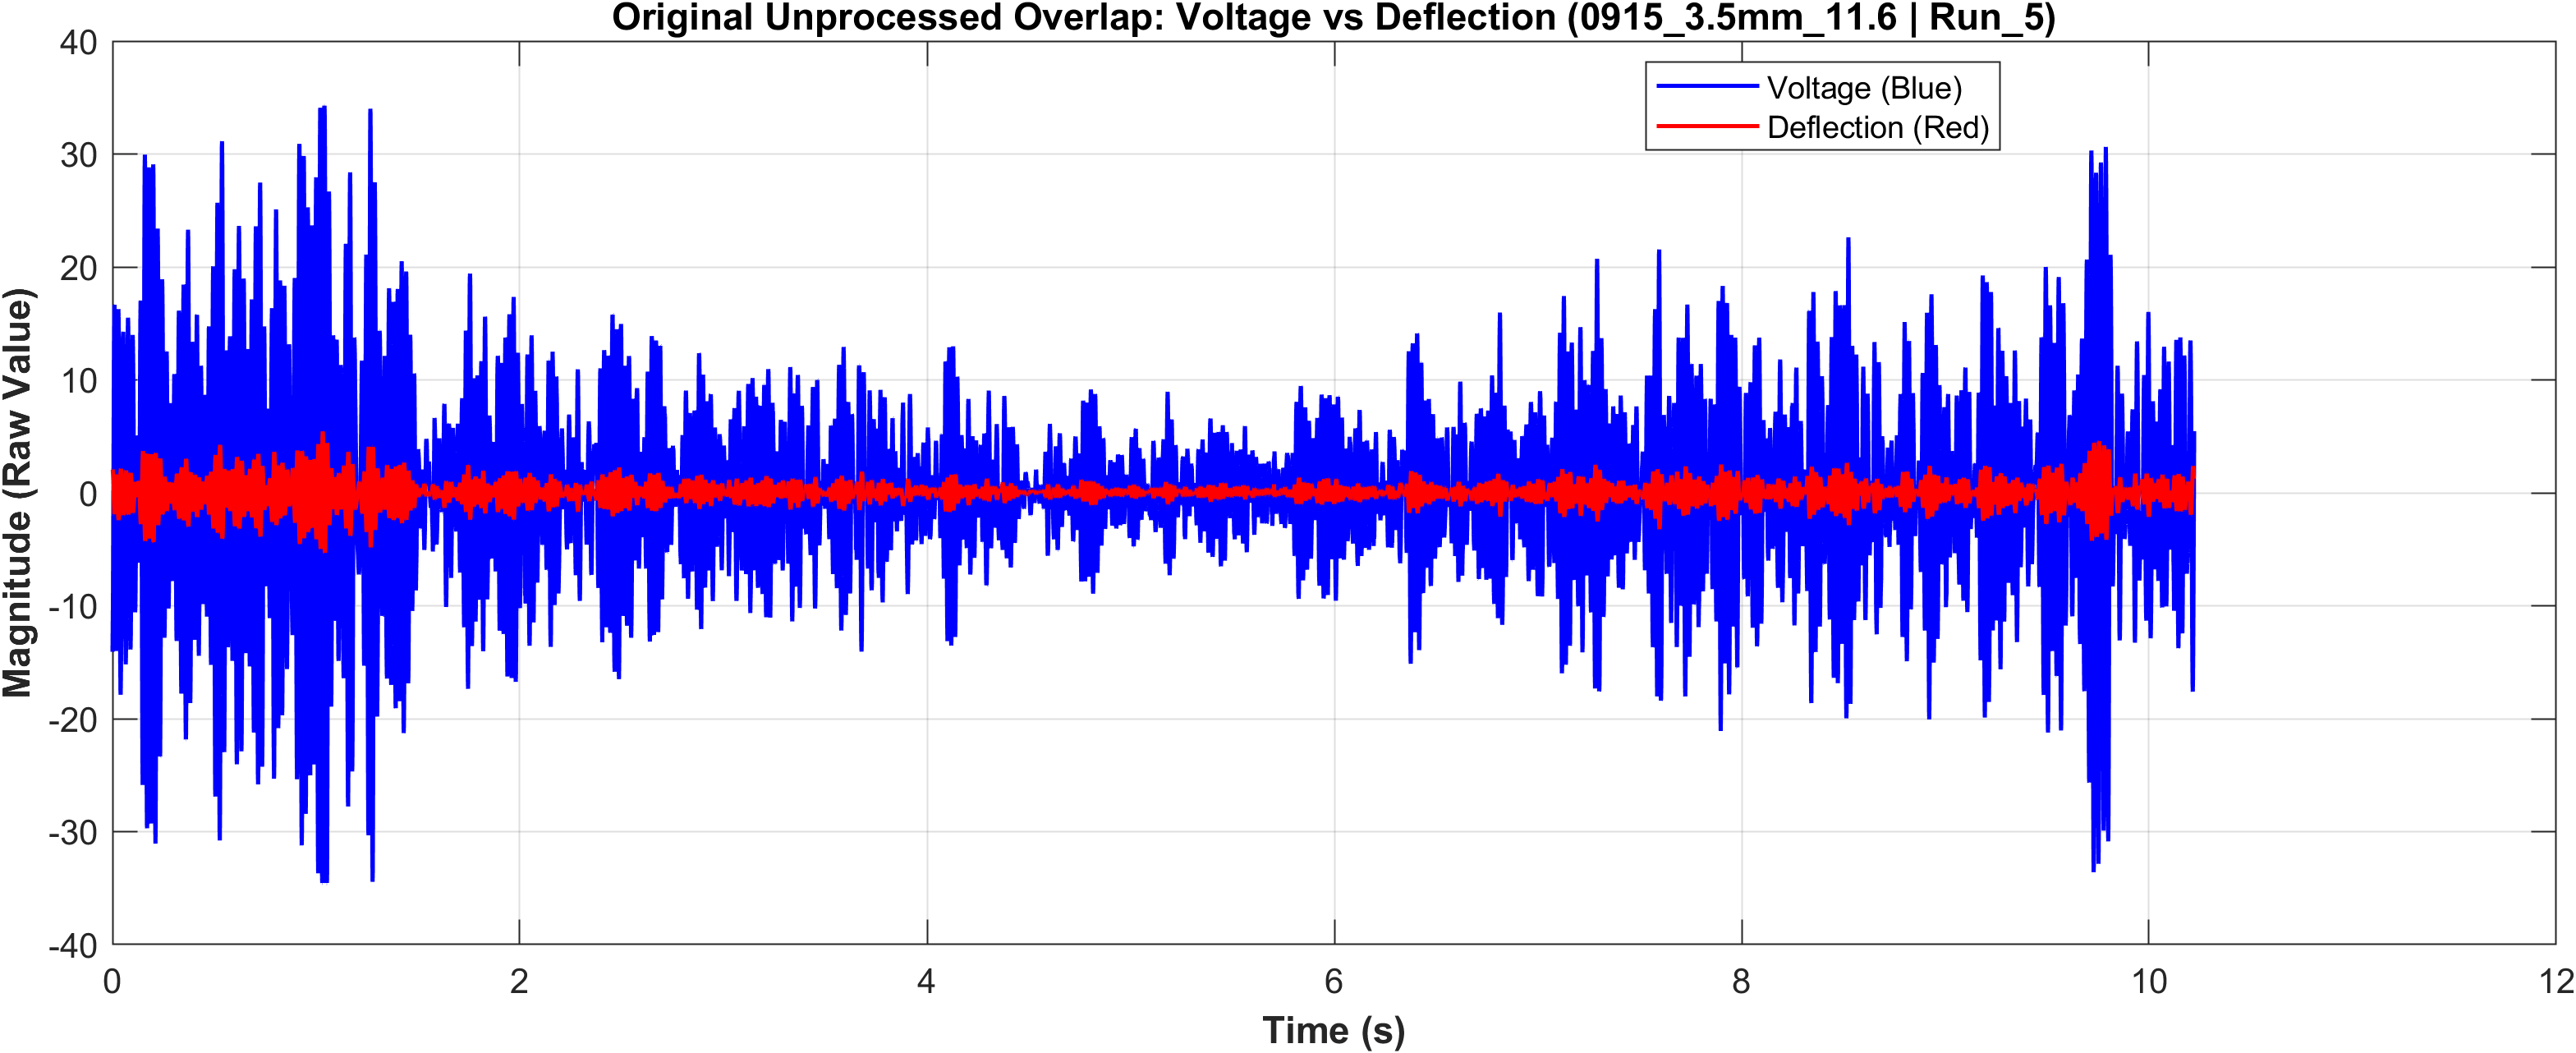 Original Unprocessed Overlap: Voltage vs Deflection (0915_3.5mm_11.6 | Run_5)
Voltage (Blue)
Deflection (Red)
Magnitude (Raw Value)
40
30
20
10
0
-10
-20
-30
-40
0 2 4 6 8 10 12
Time (s)